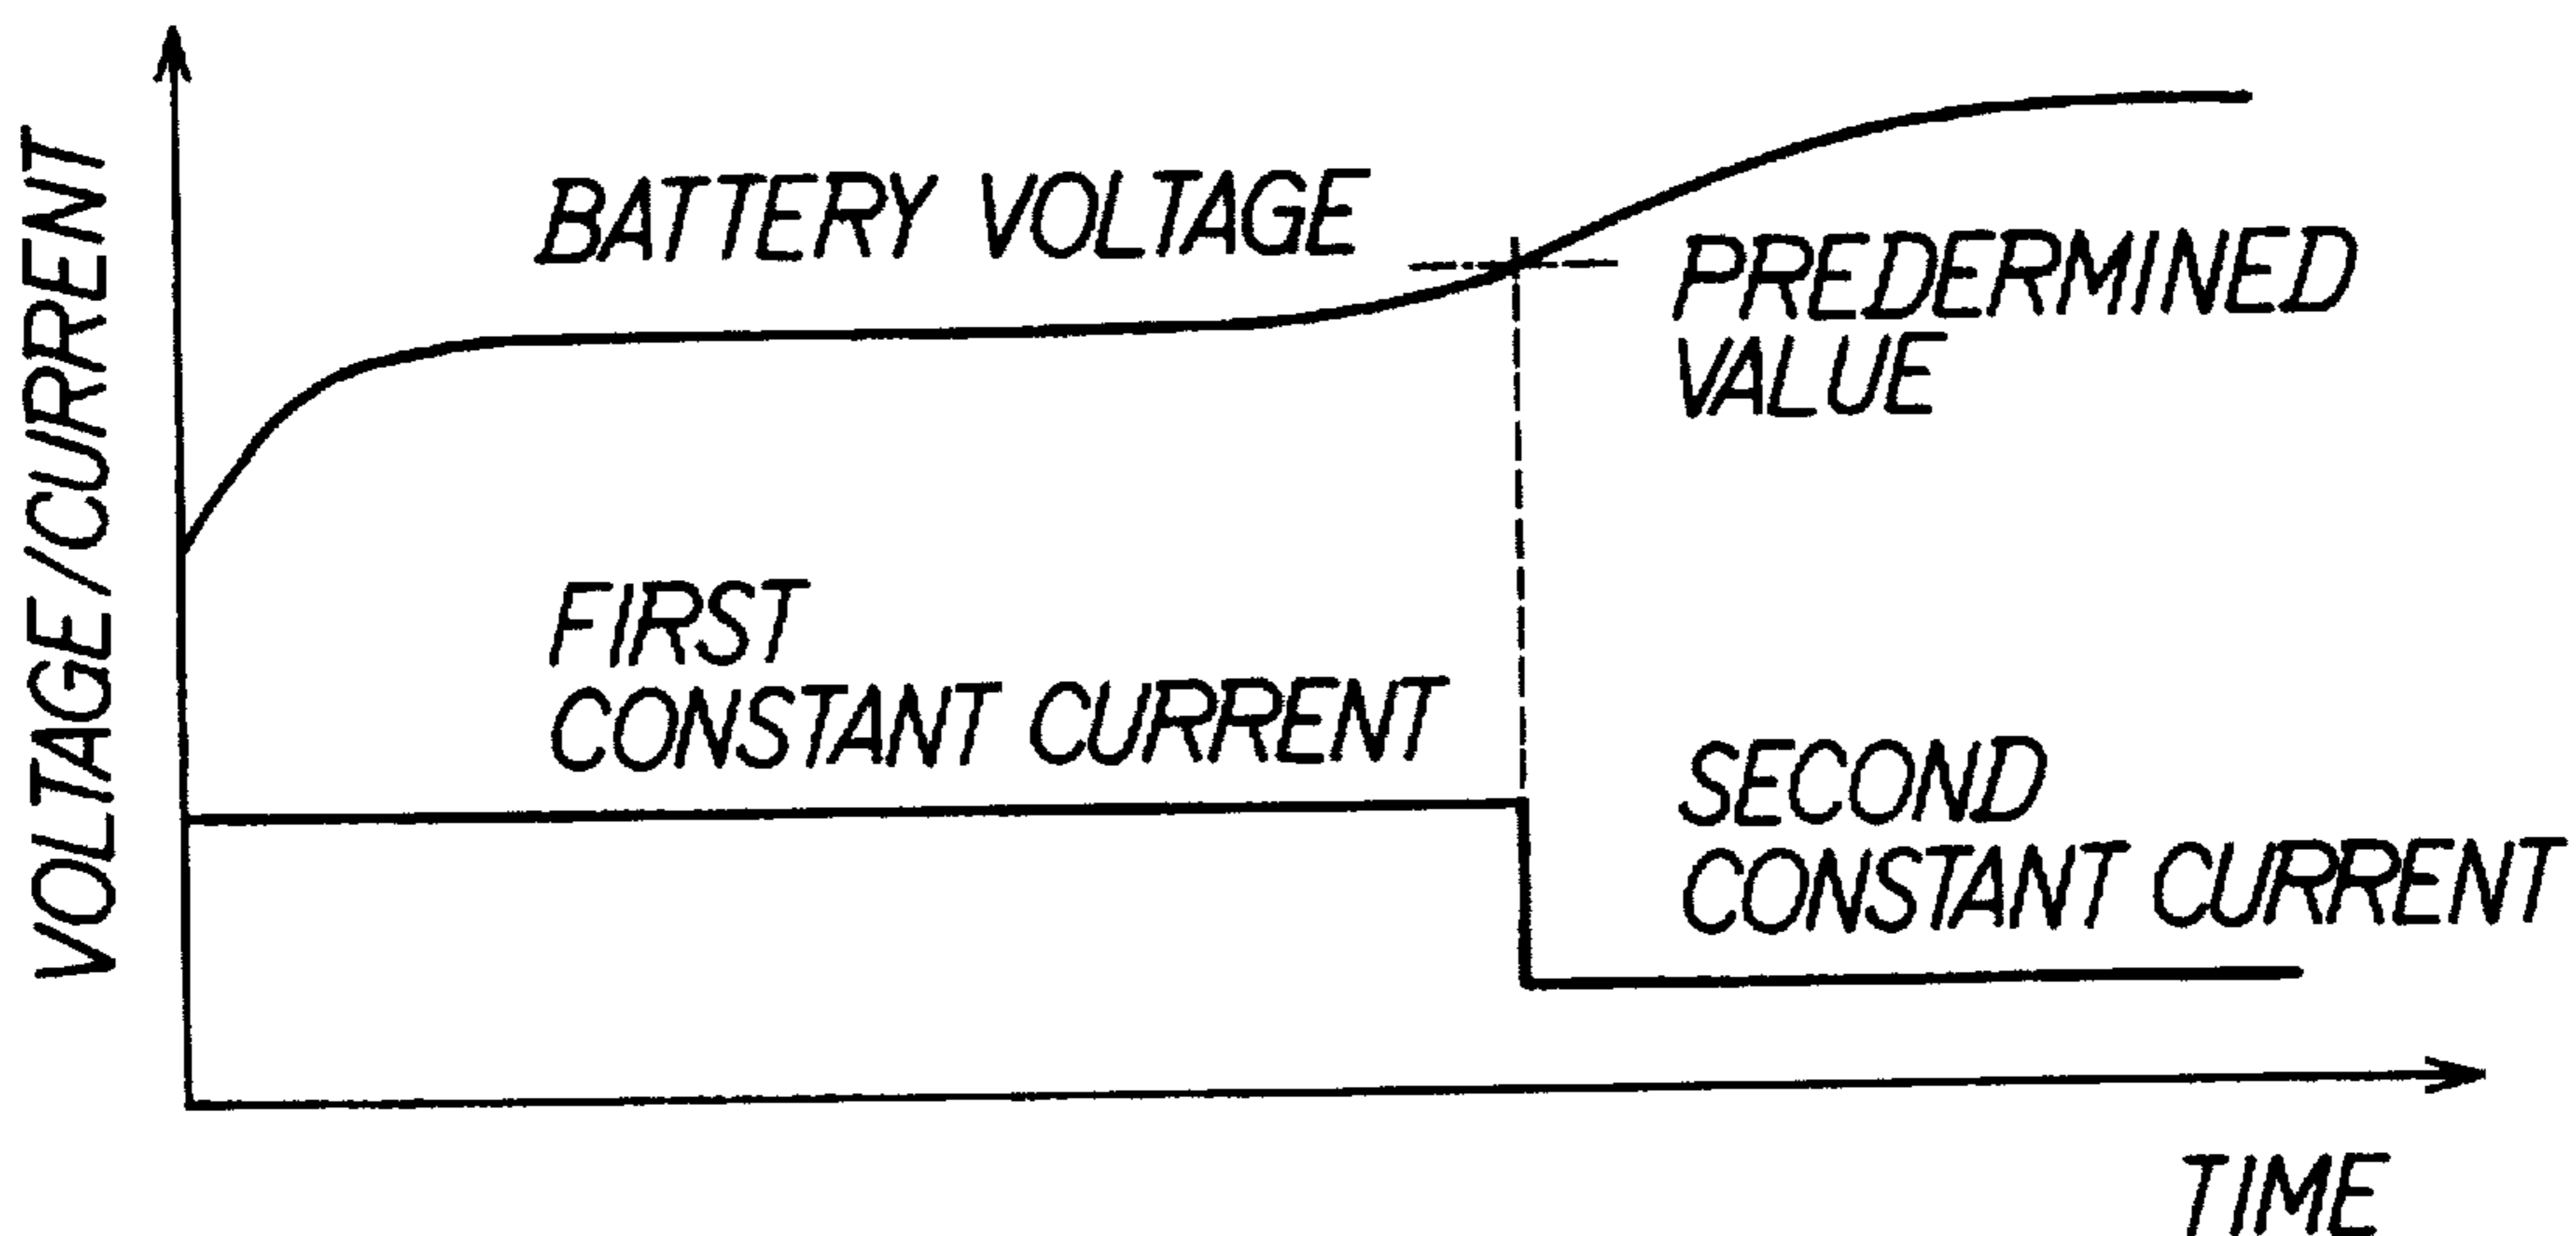 VOLTAGE/CURRENT
BATTERY VOLTAGE
PREDERMINED
VALUE
FIRST
CONSTANT CURRENT
SECOND
CONSTANT CURRENT
TIME